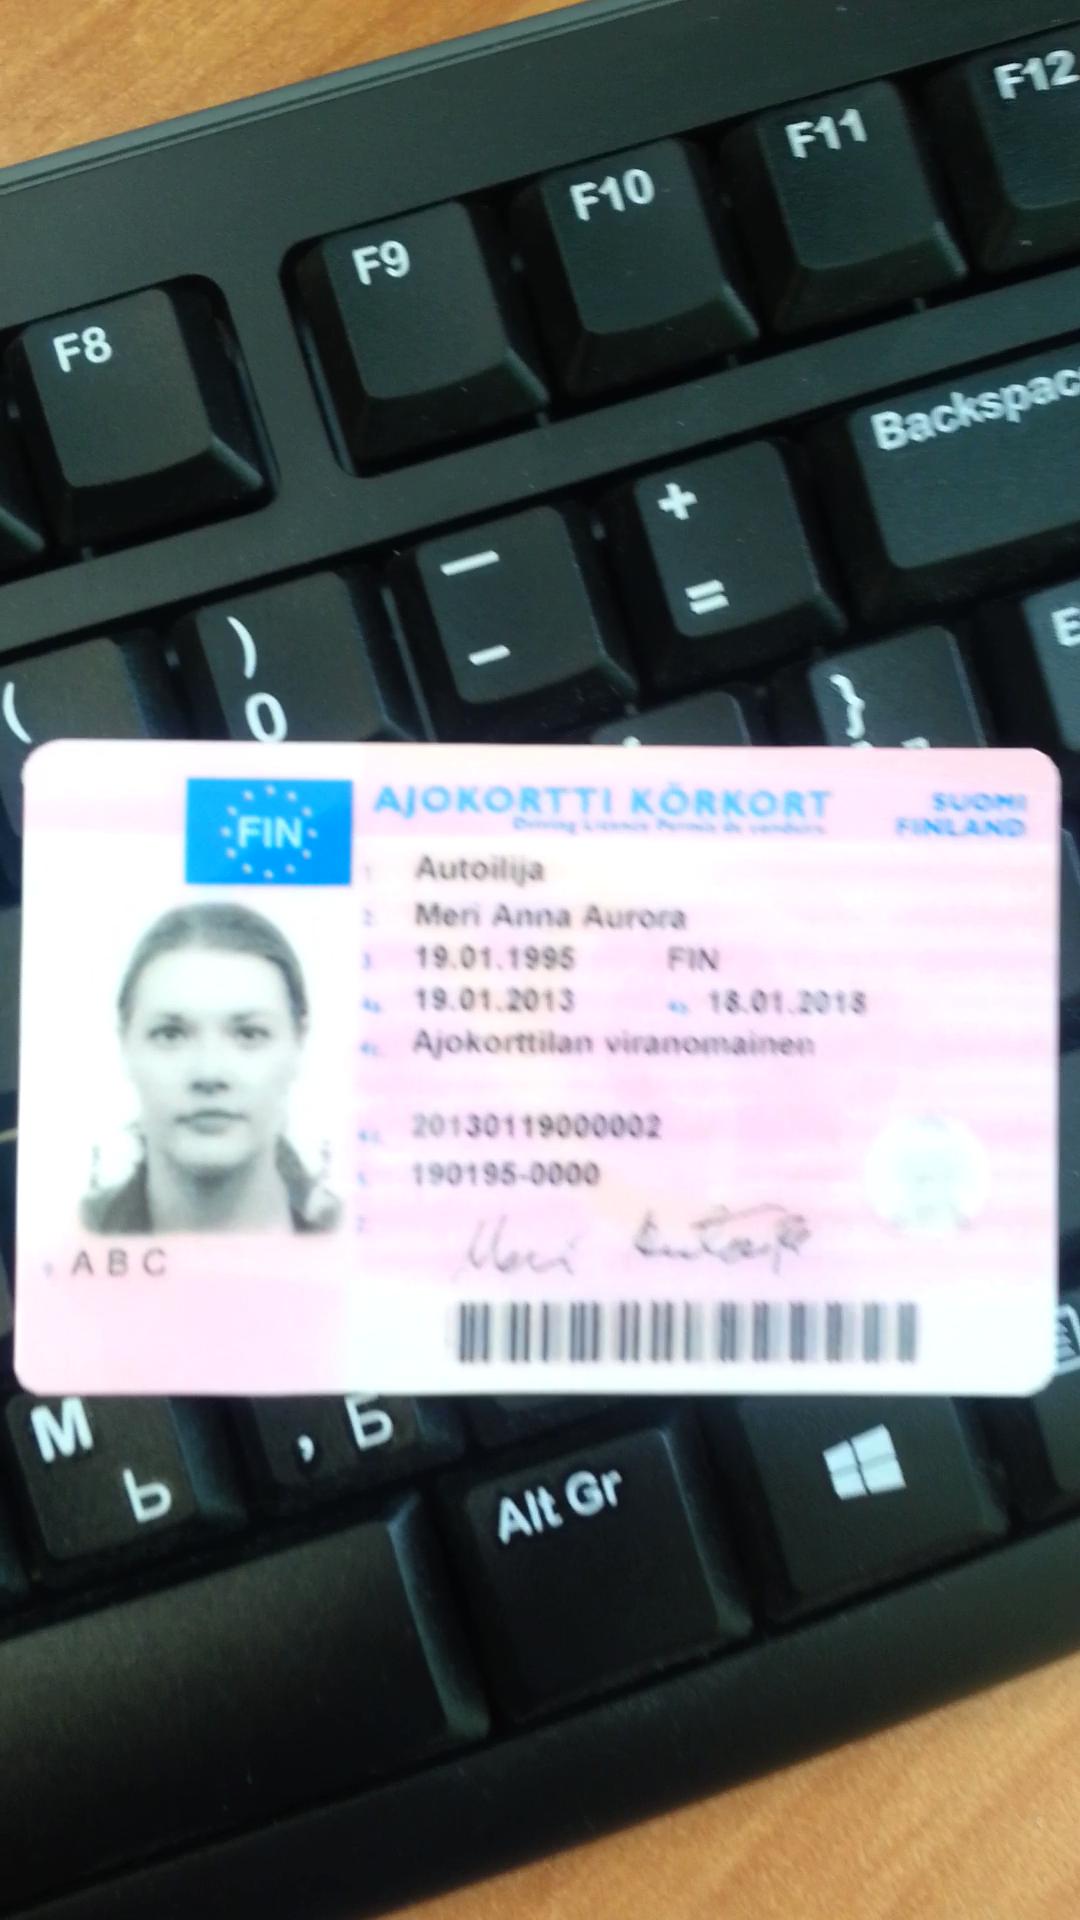 F12
F11
F10
F9
F8
Backspac
+
=
—
-
)
0
(
E
}
FIN
AJOKORTTI KÖRKORT
Driving Licence Permis de conduire
SUOMI
FINLAND
1. Autoilija
2. Meri Anna Aurora
3. 19.01.1995 FIN
4a. 19.01.2013 4b. 18.01.2018
4c. Ajokorttilan viranomainen
4d. 20130119000002
5. 190195-0000
7. Meri Autoilija
9. A B C
M
Ь
, Б
Alt Gr